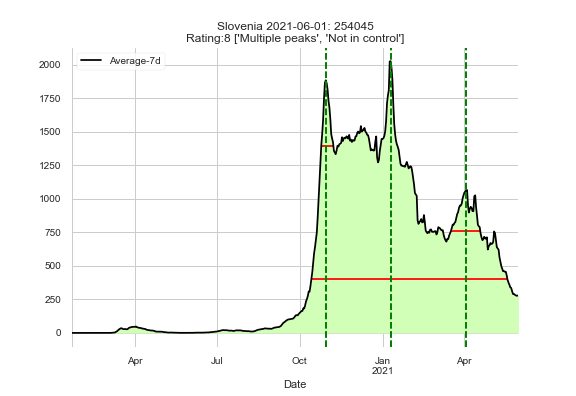 Slovenia 2021-06-01: 254045
Rating:8 ['Multiple peaks', 'Not in control']
Average-7d
2000
1750
1500
1250
1000
750
500
250
0
Apr
Jul
Oct
Jan
2021
Apr
Date